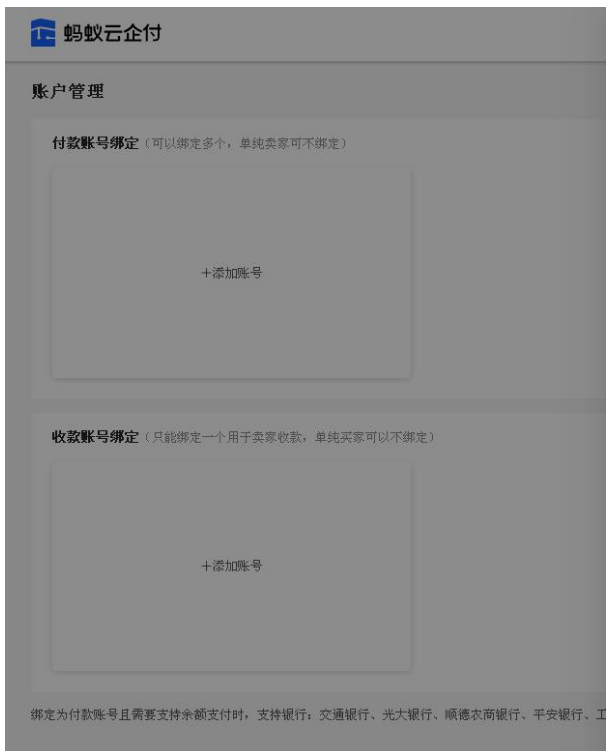 蚂蚁云企付
账户管理
付款账号绑定（可以绑定多个，单纯卖家可不绑定）
+添加账号
收款账号绑定（只能绑定一个用于卖家收款，单纯买家可以不绑定）
+添加账号
绑定为付款账号且需要支持余额支付时，支持银行：交通银行、光大银行、顺德农商银行、平安银行、工